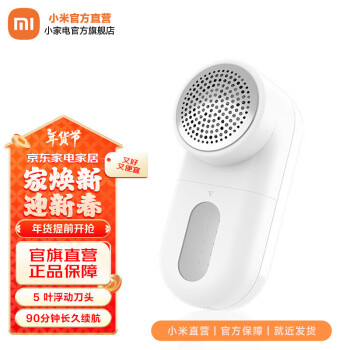 小米官方直营
小家电官方旗舰店
年货节
京东家电家居
又好
又便宜
家焕新
迎新春
年货提前开抢
官旗直营
正品保障
5叶浮动刀头
90分钟长久续航
小米直营 | 官方保障 | 就近发货